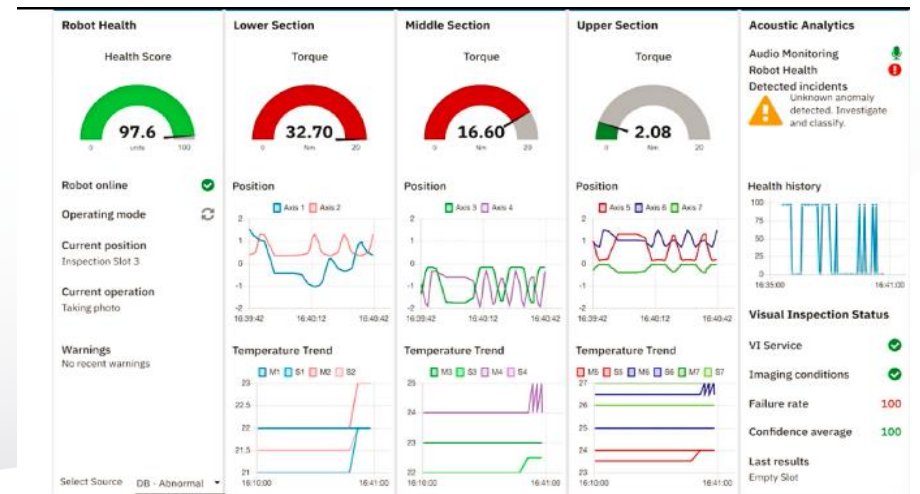 Robot Health
Health Score
97.6
0 units 100
Robot online
Operating mode
Current position
Inspection Slot 3
Current operation
Taking photo
Warnings
No recent warnings
Select Source DB - Abnormal
Lower Section
Torque
32.70
0 Nm 20
Position
Axis 1 Axis 2
2
1
0
-1
-2
16:39:42 16:40:12 16:40:42
Temperature Trend
M1 S1 M2 S2
23
22.5
22
21.5
21
16:10:00 16:41:00
Middle Section
Torque
16.60
0 Nm 20
Position
Axis 3 Axis 4
2
1
0
-1
-2
16:39:42 16:40:12 16:40:42
Temperature Trend
M3 S3 M4 S4
25
24
23
22
16:10:00 16:41:00
Upper Section
Torque
2.08
0 Nm 20
Position
Axis 5 Axis 6 Axis 7
2
1
0
-1
-2
16:39:42 16:40:12 16:40:42
Temperature Trend
M5 S5 M6 S6 M7 S7
27
26
25
24
23
16:10:00 16:41:00
Acoustic Analytics
Audio Monitoring
Robot Health
Detected incidents
Unknown anomaly
detected. Investigate
and classify.
Health history
100
75
50
25
0
16:35:00 16:41:00
Visual Inspection Status
VI Service
Imaging conditions
Failure rate 100
Confidence average 100
Last results
Empty Slot